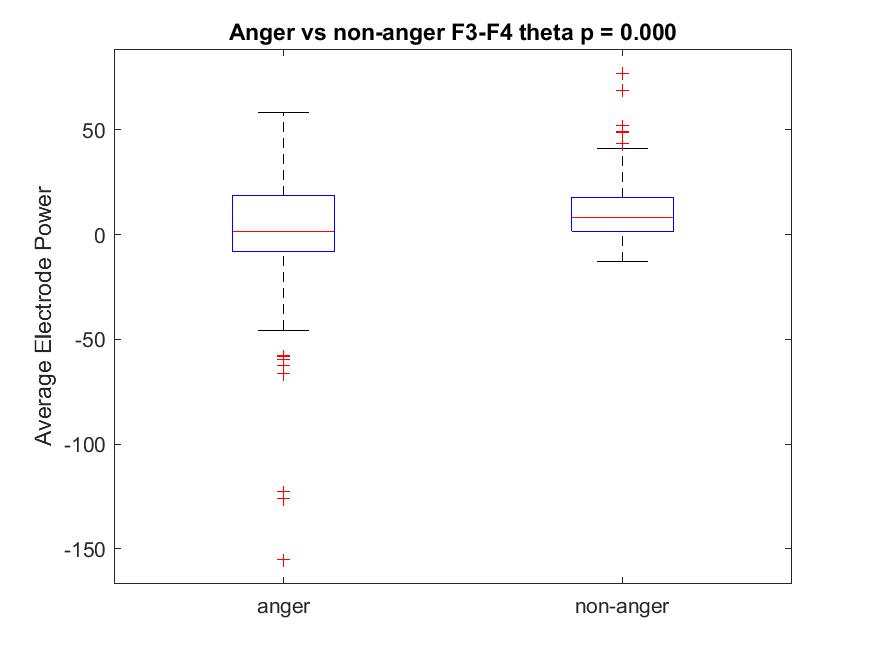 Anger vs non-anger F3-F4 theta p = 0.000
Average Electrode Power
50
0
-50
-100
-150
anger non-anger